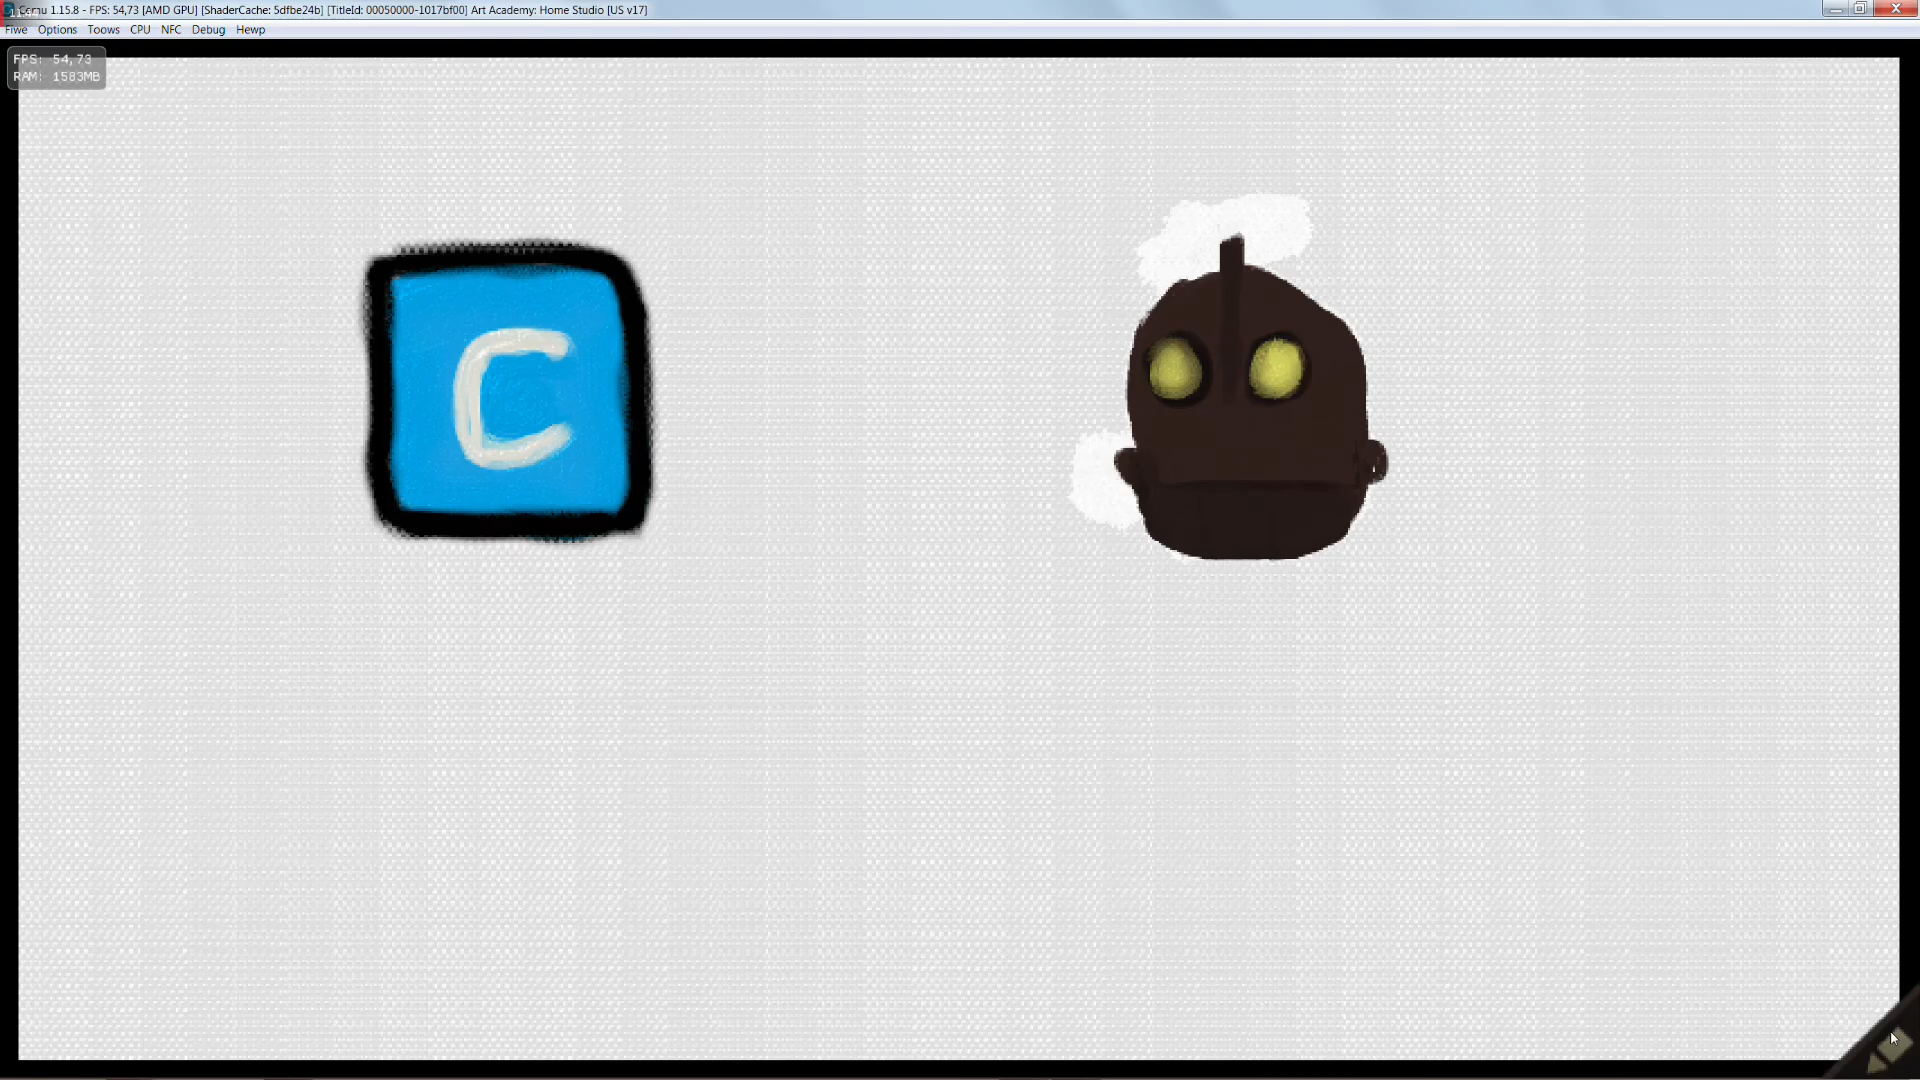 Cemu 1.15.8 - FPS: 54,73 [AMD GPU] [ShaderCache: 5dfbe24b] [TitleId: 00050000-1017bf00] Art Academy: Home Studio [US v17]
Fiwe Options Toows CPU NFC Debug Hewp
FPS: 54,73
RAM: 1583MB
C